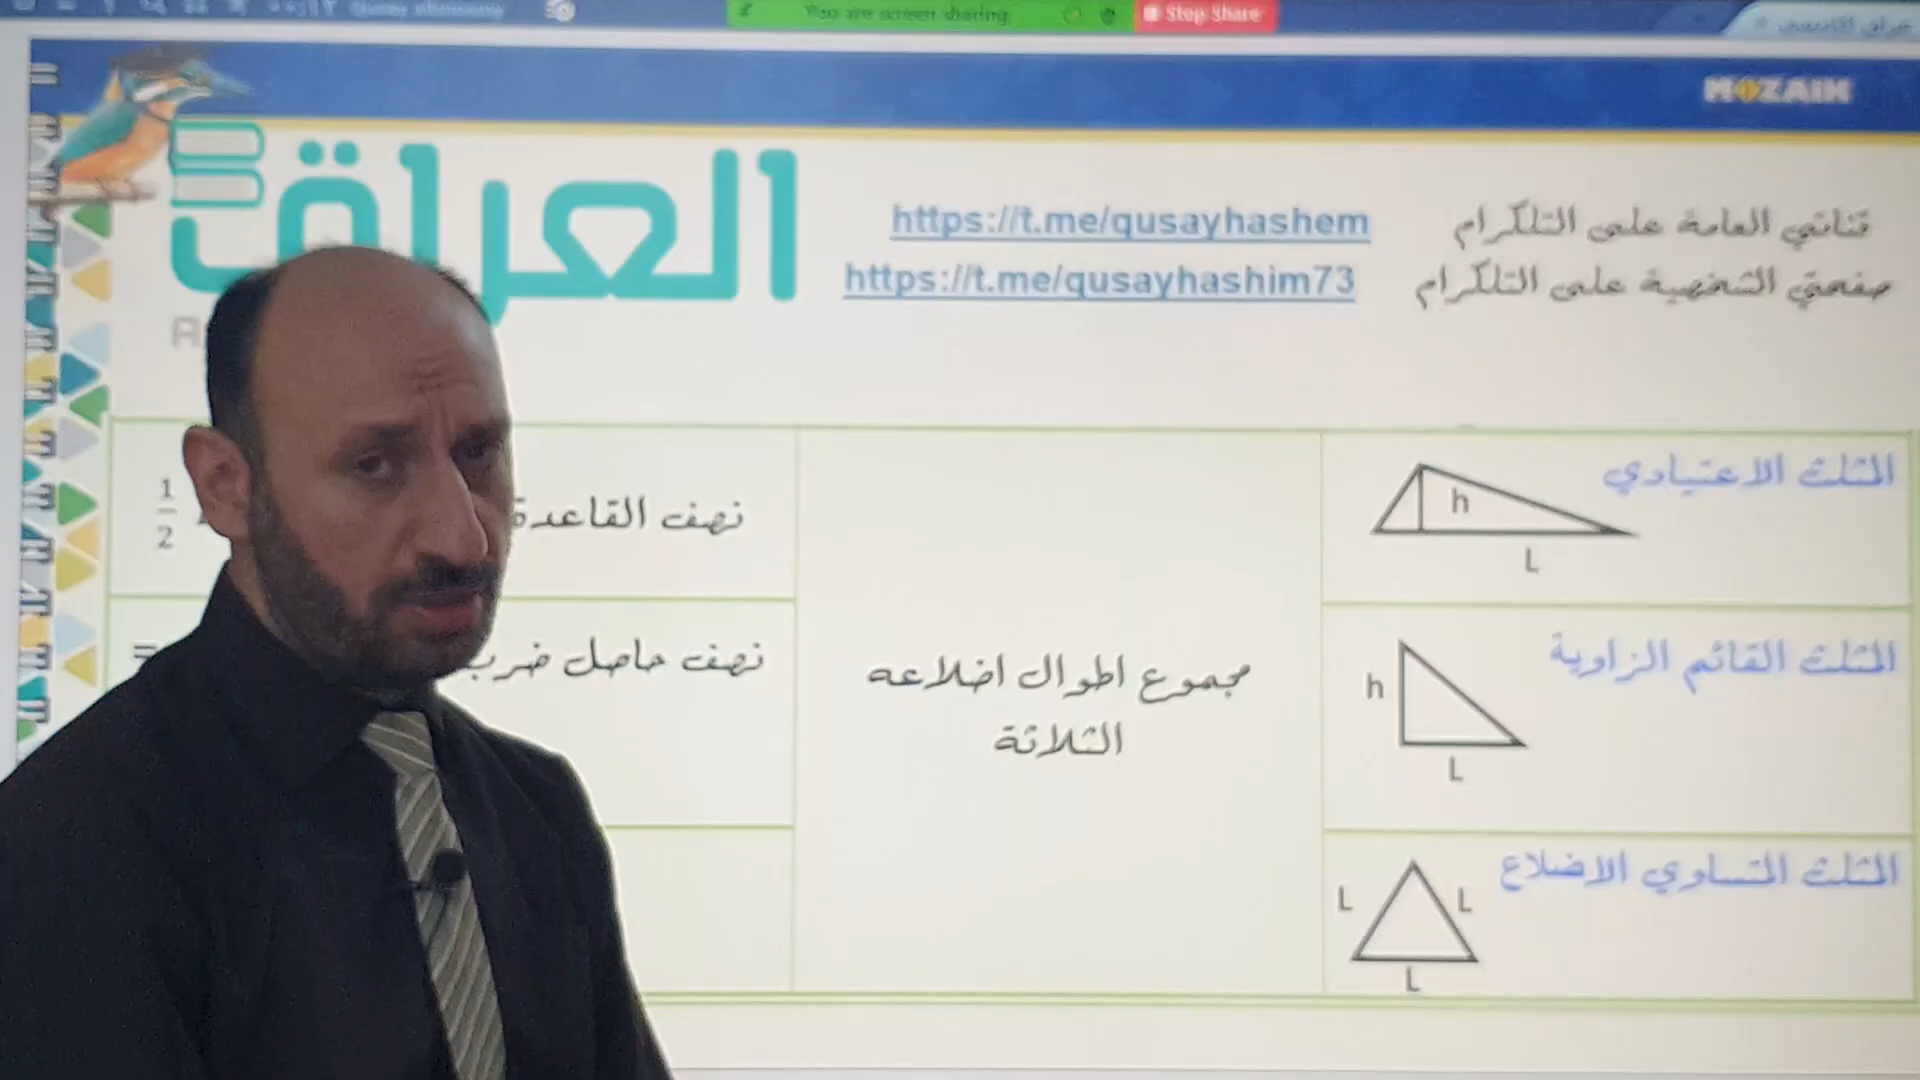 You are screen sharing
Stop Share
MOZAIK
العراق
قناتي العامة على التلكرام https://t.me/qusayhashem
صفحتي الشخصية على التلكرام https://t.me/qusayhashim73
المثلث الاعتيادي
h
L
نصف القاعدة
1
2
المثلث القائم الزاوية
h
L
مجموع اطوال اضلاعه
الثلاثة
نصف حاصل ضرب
=
المثلث المتساوي الاضلاع
L
L
L